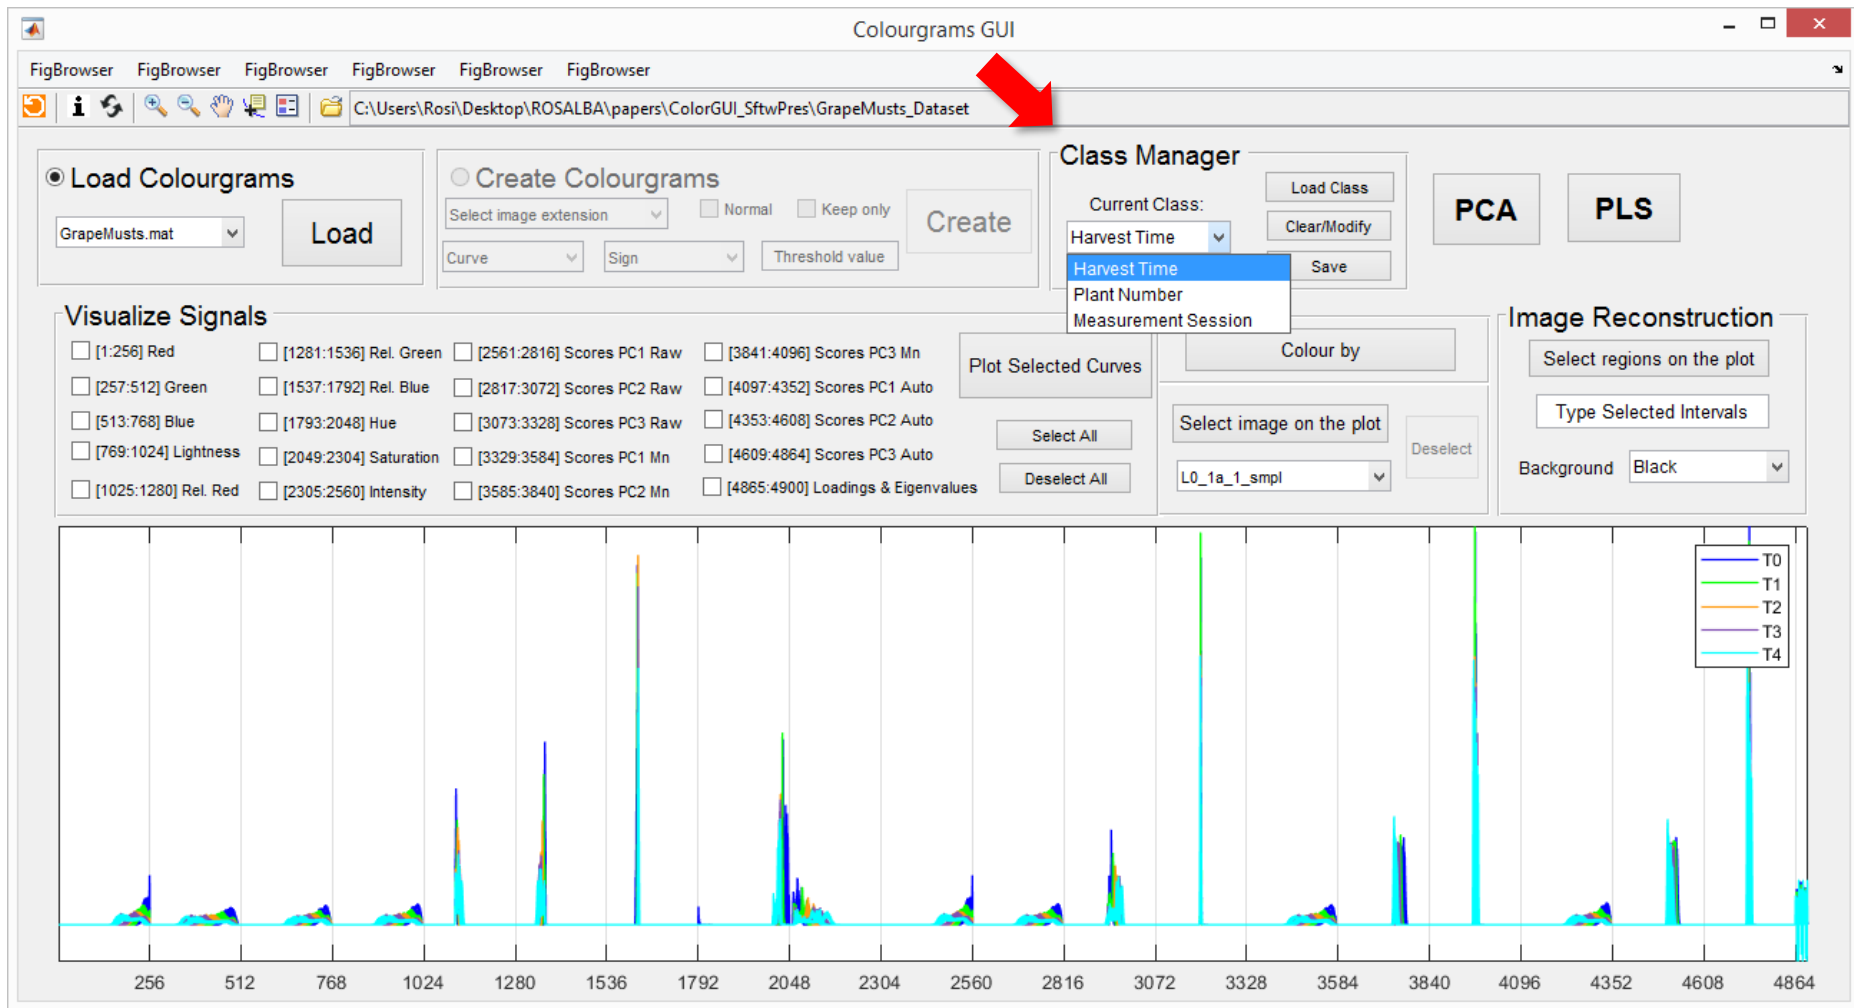 Colourgrams GUI
FigBrowser FigBrowser FigBrowser FigBrowser FigBrowser FigBrowser
C:\Users\Rosi\Desktop\ROSALBA\papers\ColorGUI_SftwPres\GrapeMusts_Dataset
Load Colourgrams
GrapeMusts.mat
Load
Create Colourgrams
Select image extension
Normal
Keep only
Curve
Sign
Threshold value
Create
Class Manager
Current Class:
Harvest Time
Harvest Time
Plant Number
Measurement Session
Load Class
Clear/Modify
Save
PCA
PLS
Visualize Signals
[1:256] Red
[257:512] Green
[513:768] Blue
[769:1024] Lightness
[1025:1280] Rel. Red
[1281:1536] Rel. Green
[1537:1792] Rel. Blue
[1793:2048] Hue
[2049:2304] Saturation
[2305:2560] Intensity
[2561:2816] Scores PC1 Raw
[2817:3072] Scores PC2 Raw
[3073:3328] Scores PC3 Raw
[3329:3584] Scores PC1 Mn
[3585:3840] Scores PC2 Mn
[3841:4096] Scores PC3 Mn
[4097:4352] Scores PC1 Auto
[4353:4608] Scores PC2 Auto
[4609:4864] Scores PC3 Auto
[4865:4900] Loadings & Eigenvalues
Plot Selected Curves
Select All
Deselect All
Colour by
Select image on the plot
L0_1a_1_smpl
Deselect
Image Reconstruction
Select regions on the plot
Type Selected Intervals
Background
Black
T0
T1
T2
T3
T4
256 512 768 1024 1280 1536 1792 2048 2304 2560 2816 3072 3328 3584 3840 4096 4352 4608 4864